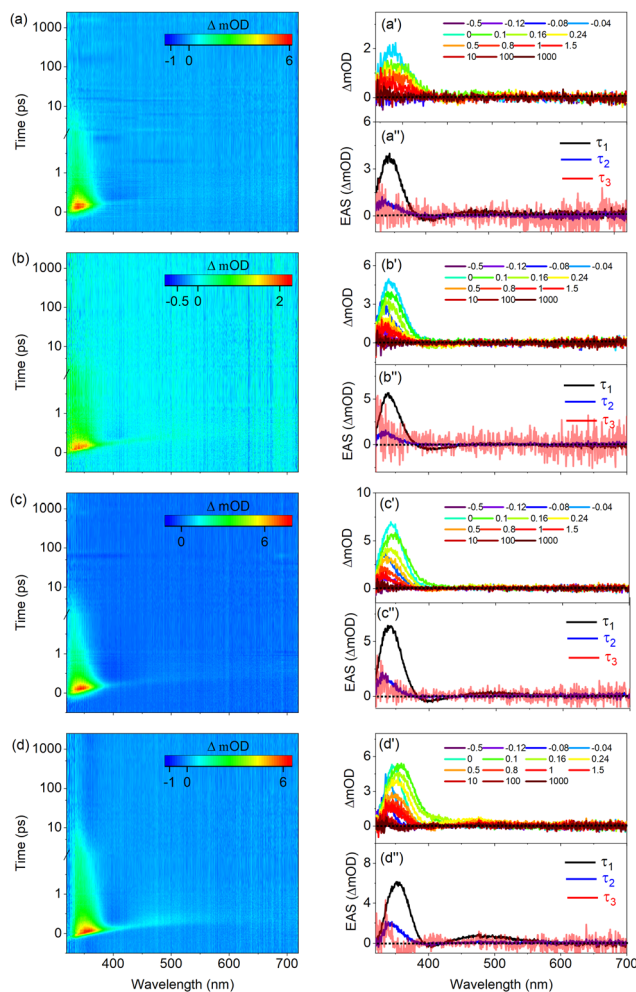 (a)
Δ mOD
-1 0 6
1000
100
10
1
0
Time (ps)
(a')
-0.5 -0.12 -0.08 -0.04
0 0.1 0.16 0.24
0.5 0.8 1 1.5
10 100 1000
2
0
ΔmOD
(a'')
6
3
0
EAS (ΔmOD)
τ1
τ2
τ3
(b)
Δ mOD
-0.5 0 2
1000
100
10
1
0
Time (ps)
(b')
-0.5 -0.12 -0.08 -0.04
0 0.1 0.16 0.24
0.5 0.8 1 1.5
10 100 1000
6
3
0
ΔmOD
(b'')
5
0
EAS (ΔmOD)
τ1
τ2
τ3
(c)
Δ mOD
0 6
1000
100
10
1
0
Time (ps)
(c')
-0.5 -0.12 -0.08 -0.04
0 0.1 0.16 0.24
0.5 0.8 1 1.5
10 100 1000
10
5
0
ΔmOD
(c'')
5
0
EAS (ΔmOD)
τ1
τ2
τ3
(d)
Δ mOD
-1 0 6
1000
100
10
1
0
Time (ps)
400 500 600 700
Wavelength (nm)
(d')
-0.5 -0.12 -0.08 -0.04
0 0.1 0.16 0.24
0.5 0.8 1 1.5
10 100 1000
6
3
0
ΔmOD
(d'')
8
4
0
EAS (ΔmOD)
τ1
τ2
τ3
400 500 600 700
Wavelength (nm)